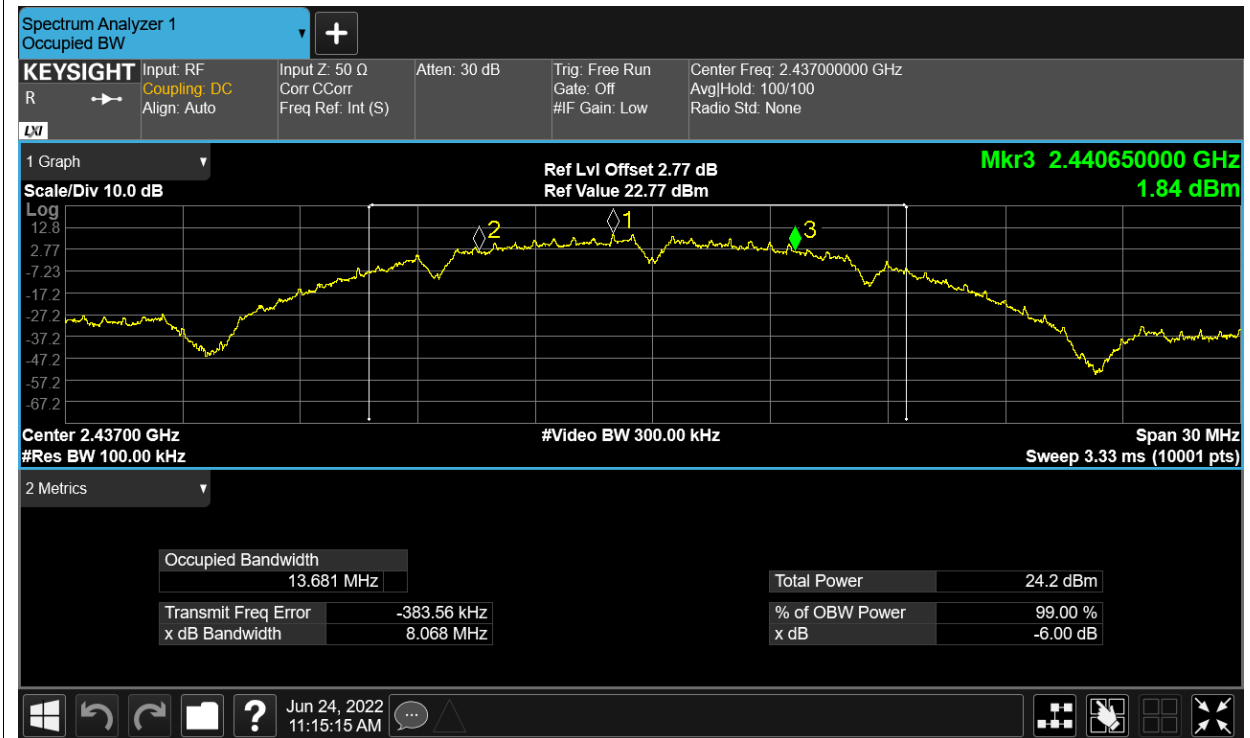 Spectrum Analyzer 1
Occupied BW
+
KEYSIGHT
R
LXI
Input: RF
Coupling: DC
Align: Auto
Input Z: 50 Ω
Corr CCorr
Freq Ref: Int (S)
Atten: 30 dB
Trig: Free Run
Gate: Off
#IF Gain: Low
Center Freq: 2.437000000 GHz
Avg|Hold: 100/100
Radio Std: None
1 Graph
Scale/Div 10.0 dB
Ref Lvl Offset 2.77 dB
Ref Value 22.77 dBm
Mkr3 2.440650000 GHz
1.84 dBm
Log
12.8
2.77
-7.23
-17.2
-27.2
-37.2
-47.2
-57.2
-67.2
2
1
3
Center 2.43700 GHz
#Res BW 100.00 kHz
#Video BW 300.00 kHz
Span 30 MHz
Sweep 3.33 ms (10001 pts)
2 Metrics
Occupied Bandwidth
13.681 MHz
Transmit Freq Error -383.56 kHz
x dB Bandwidth 8.068 MHz
Total Power 24.2 dBm
% of OBW Power 99.00 %
x dB -6.00 dB
?
Jun 24, 2022
11:15:15 AM